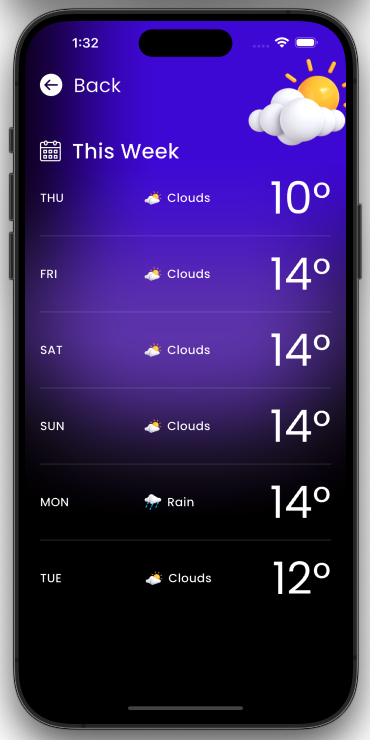 1:32
Back
This Week
THU Clouds 10°
FRI Clouds 14°
SAT Clouds 14°
SUN Clouds 14°
MON Rain 14°
TUE Clouds 12°